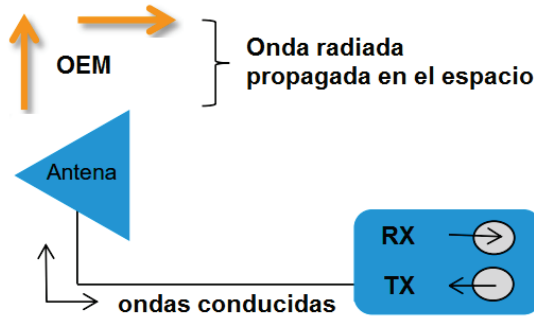 OEM
Onda radiada
propagada en el espacio
Antena
RX
TX
ondas conducidas